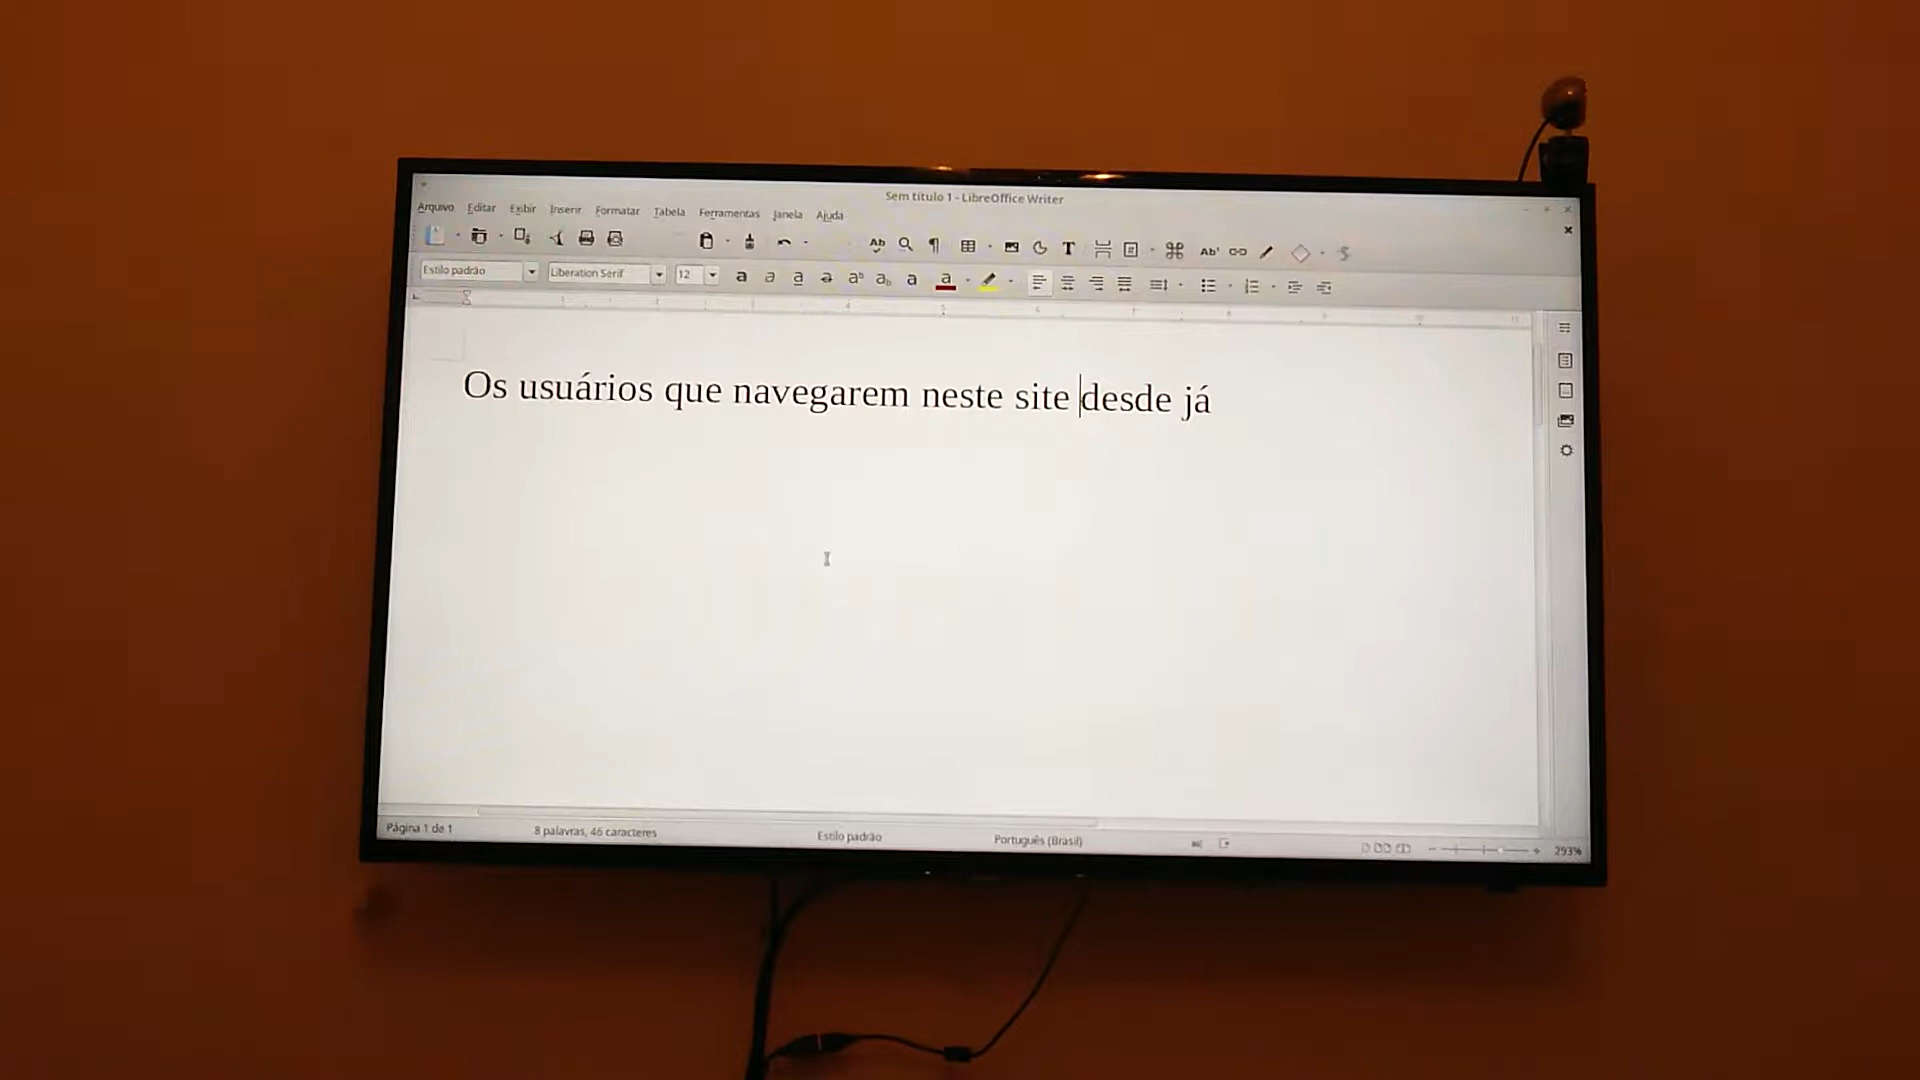 Sem título 1 - LibreOffice Writer
Arquivo Editar Exibir Inserir Formatar Tabela Ferramentas Janela Ajuda
Estilo padrão Liberation Serif 12
Os usuários que navegarem neste site desde já
Página 1 de 1 8 palavras, 46 caracteres Estilo padrão Português (Brasil) 293%